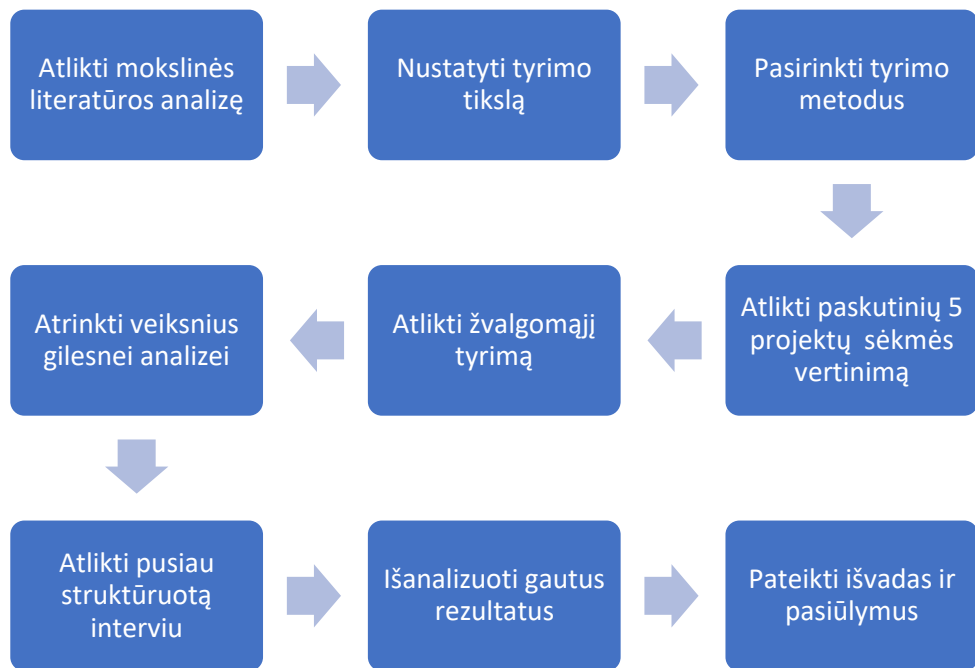 Atlikti mokslinės
literatūros analizę
Nustatyti tyrimo
tikslą
Pasirinkti tyrimo
metodus
Atlikti paskutinių 5
projektų  sėkmės
vertinimą
Atlikti žvalgomąjį
tyrimą
Atrinkti veiksnius
gilesnei analizei
Atlikti pusiau
struktūruotą
interviu
Išanalizuoti gautus
rezultatus
Pateikti išvadas ir
pasiūlymus